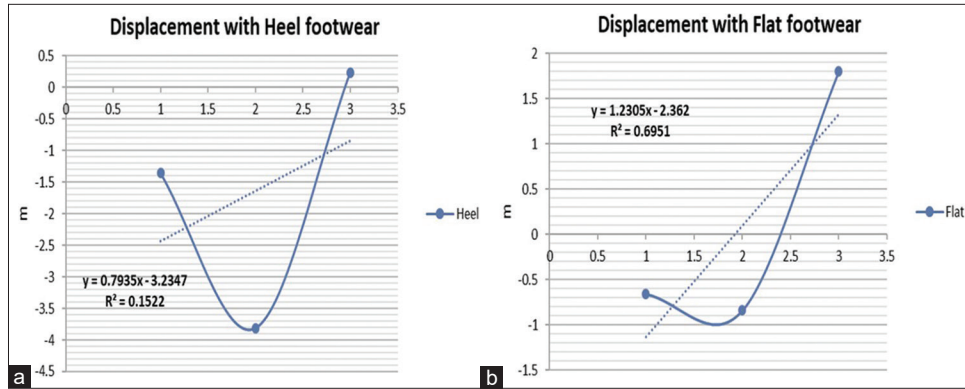 Displacement with Heel footwear
0.5
0
0 0.5 1 1.5 2 2.5 3 3.5
-0.5
-1
-1.5
-2
-2.5
-3
-3.5
-4
-4.5
m
y = 0.7935x - 3.2347
R² = 0.1522
Heel
a
Displacement with Flat footwear
2
1.5
1
0.5
0
0 0.5 1 1.5 2 2.5 3 3.5
-0.5
-1
-1.5
m
y = 1.2305x - 2.362
R² = 0.6951
Flat
b